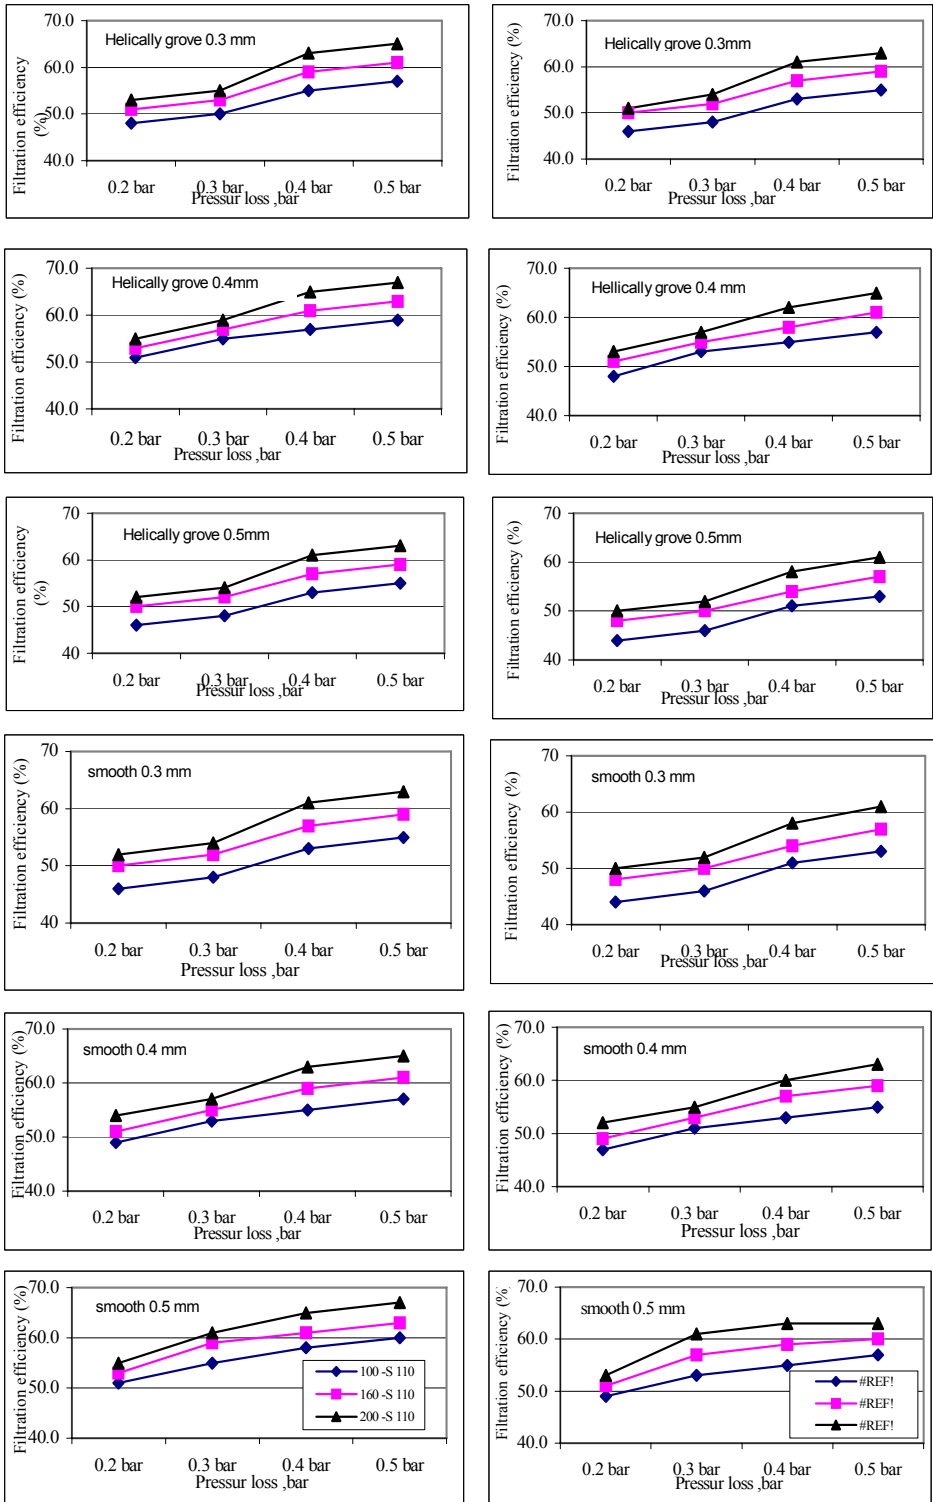 Helically grove 0.3 mm
Filtration efficiency
(%)
70.0
60.0
50.0
40.0
0.2 bar 0.3 bar 0.4 bar 0.5 bar
Pressur loss ,bar
Helically grove 0.3mm
Filtration efficiency (%)
70.0
60.0
50.0
40.0
0.2 bar 0.3 bar 0.4 bar 0.5 bar
Pressur loss ,bar
Helically grove 0.4mm
Filtration efficiency (%)
70.0
60.0
50.0
40.0
0.2 bar 0.3 bar 0.4 bar 0.5 bar
Pressur loss ,bar
Hellically grove 0.4 mm
Filtration efficiency (%)
70.0
60.0
50.0
40.0
0.2 bar 0.3 bar 0.4 bar 0.5 bar
Pressur loss ,bar
Helically grove 0.5mm
Filtration efficiency
(%)
70
60
50
40
0.2 bar 0.3 bar 0.4 bar 0.5 bar
Pressur loss ,bar
Helically grove 0.5mm
Filtration efficiency (%)
70
60
50
40
0.2 bar 0.3 bar 0.4 bar 0.5 bar
Pressur loss ,bar
smooth 0.3 mm
Filtration efficiency (%)
70
60
50
40
0.2 bar 0.3 bar 0.4 bar 0.5 bar
Pressur loss ,bar
smooth 0.3 mm
Filtration efficiency (%)
70
60
50
40
0.2 bar 0.3 bar 0.4 bar 0.5 bar
Pressur loss ,bar
smooth 0.4 mm
Filtration efficiency (%)
70.0
60.0
50.0
40.0
0.2 bar 0.3 bar 0.4 bar 0.5 bar
Pressur loss ,bar
smooth 0.4 mm
Filtration efficiency (%)
70.0
60.0
50.0
40.0
0.2 bar 0.3 bar 0.4 bar 0.5 bar
Pressur loss ,bar
smooth 0.5 mm
Filtration efficiency (%)
70.0
60.0
50.0
40.0
100 -S 110
160 -S 110
200 -S 110
0.2 bar 0.3 bar 0.4 bar 0.5 bar
Pressur loss ,bar
smooth 0.5 mm
Filtration efficiency (%
70.0
60.0
50.0
40.0
#REF!
#REF!
#REF!
0.2 bar 0.3 bar 0.4 bar 0.5 bar
Pressur loss ,bar